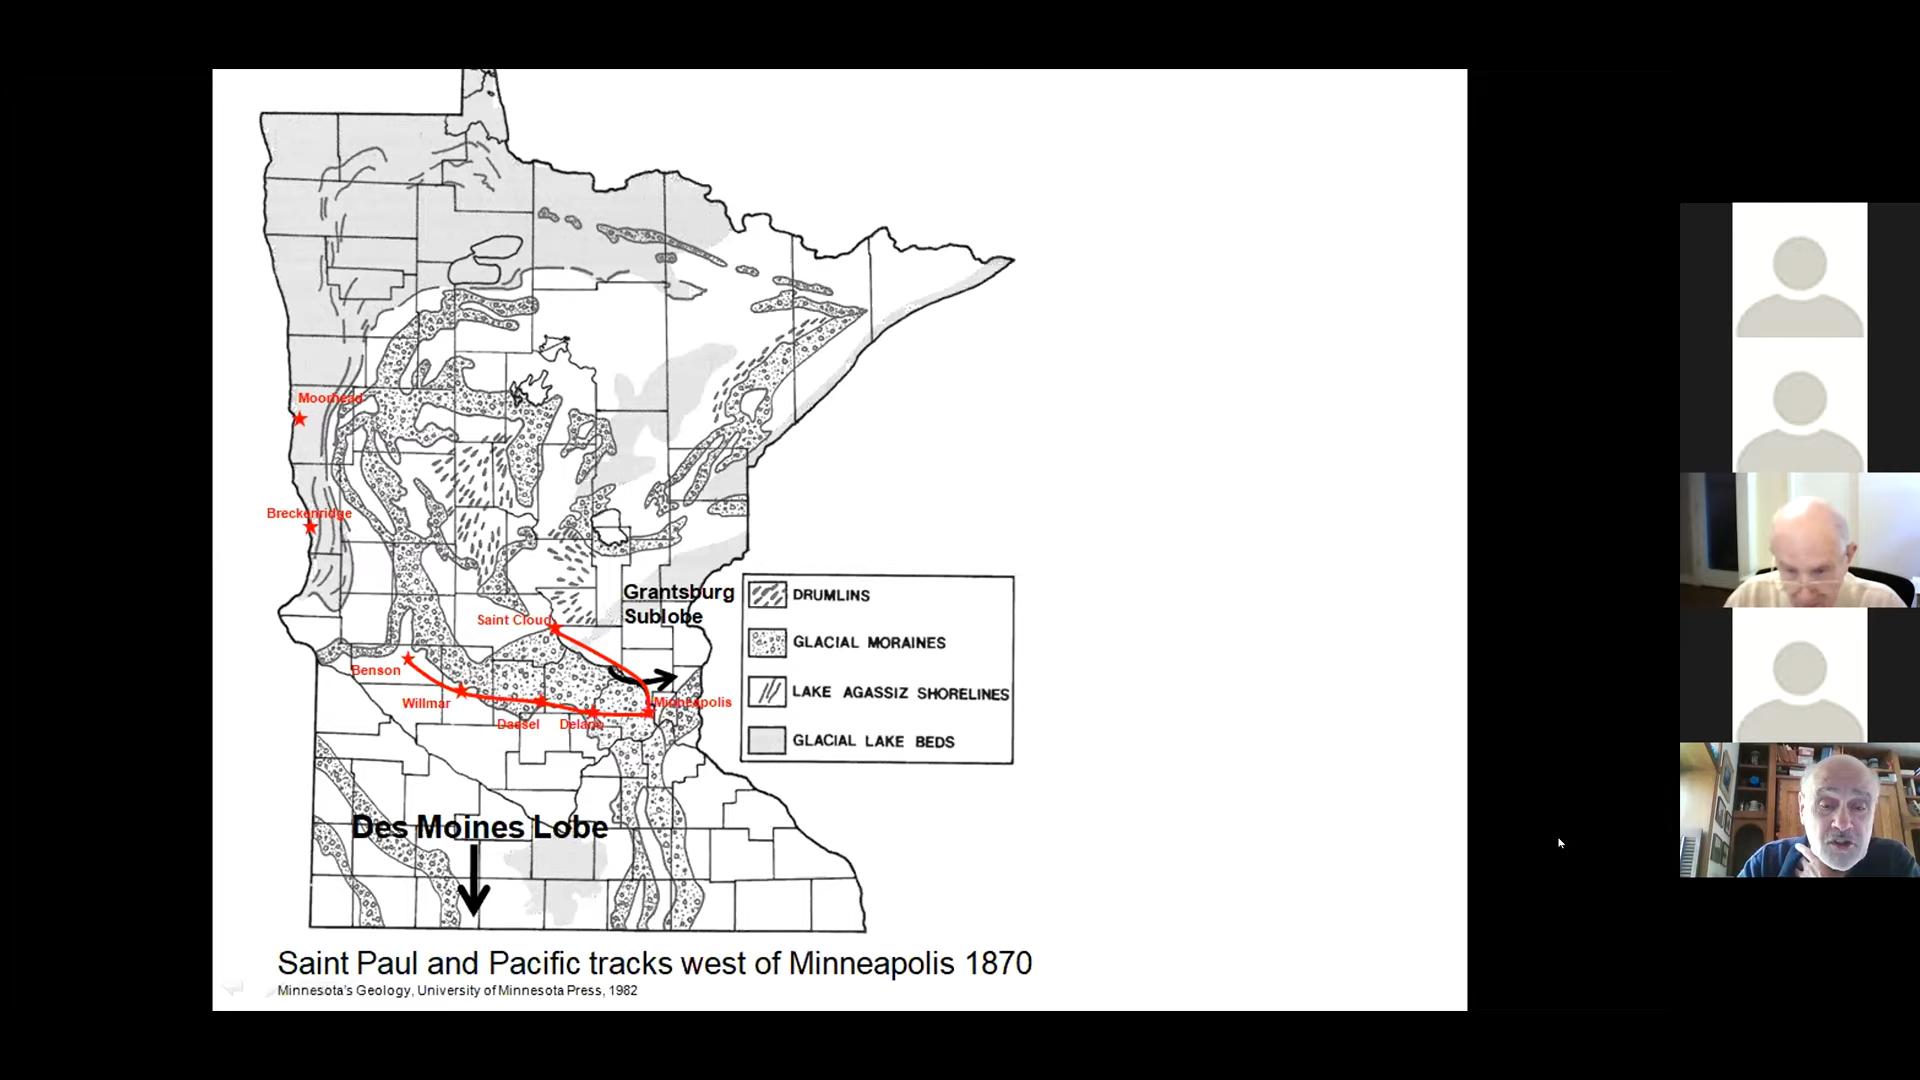 Moorhead
Breckenridge
Grantsburg
Sublobe
Saint Cloud
Benson
Willmar
Dassel
Delano
Minneapolis
DRUMLINS
GLACIAL MORAINES
LAKE AGASSIZ SHORELINES
GLACIAL LAKE BEDS
Des Moines Lobe
Saint Paul and Pacific tracks west of Minneapolis 1870
Minnesota's Geology, University of Minnesota Press, 1982